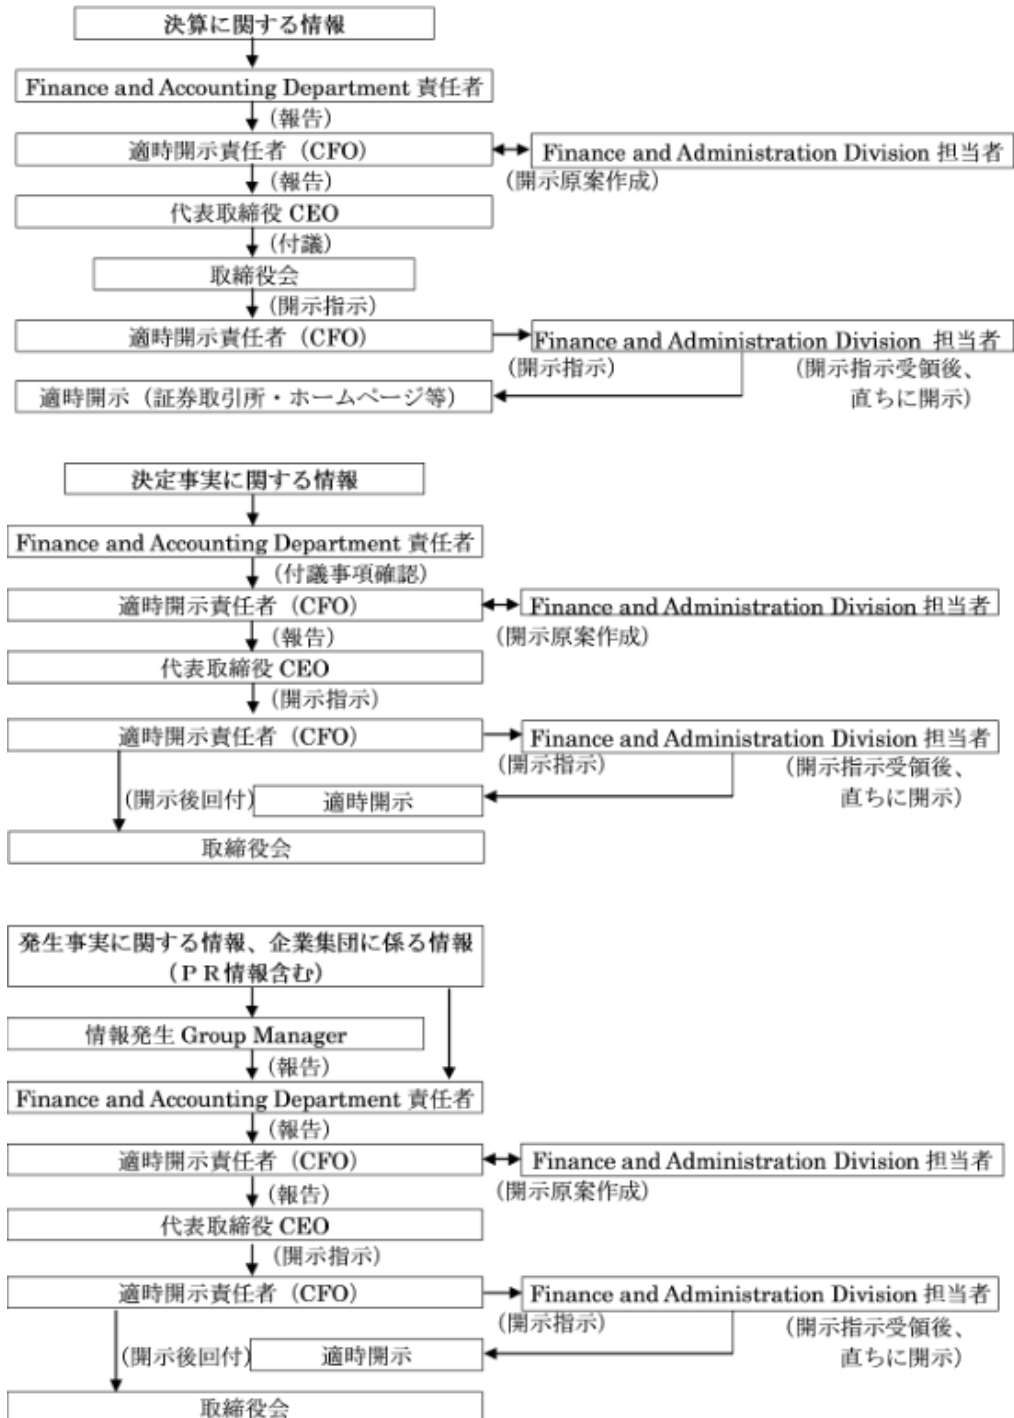 決算に関する情報
Finance and Accounting Department 責任者
(報告)
適時開示責任者（CFO）
Finance and Administration Division 担当者
(報告)
(開示原案作成)
代表取締役 CEO
(付議)
取締役会
(開示指示)
適時開示責任者（CFO）
Finance and Administration Division 担当者
(開示指示)
(開示指示受領後、
直ちに開示)
適時開示（証券取引所・ホームページ等）
決定事実に関する情報
Finance and Accounting Department 責任者
(付議事項確認)
適時開示責任者（CFO）
Finance and Administration Division 担当者
(報告)
(開示原案作成)
代表取締役 CEO
(開示指示)
適時開示責任者（CFO）
Finance and Administration Division 担当者
(開示指示)
(開示指示受領後、
直ちに開示)
(開示後回付)
適時開示
取締役会
発生事実に関する情報、企業集団に係る情報
（ＰＲ情報含む）
情報発生 Group Manager
(報告)
Finance and Accounting Department 責任者
(報告)
適時開示責任者（CFO）
Finance and Administration Division 担当者
(報告)
(開示原案作成)
代表取締役 CEO
(開示指示)
適時開示責任者（CFO）
Finance and Administration Division 担当者
(開示指示)
(開示指示受領後、
直ちに開示)
(開示後回付)
適時開示
取締役会